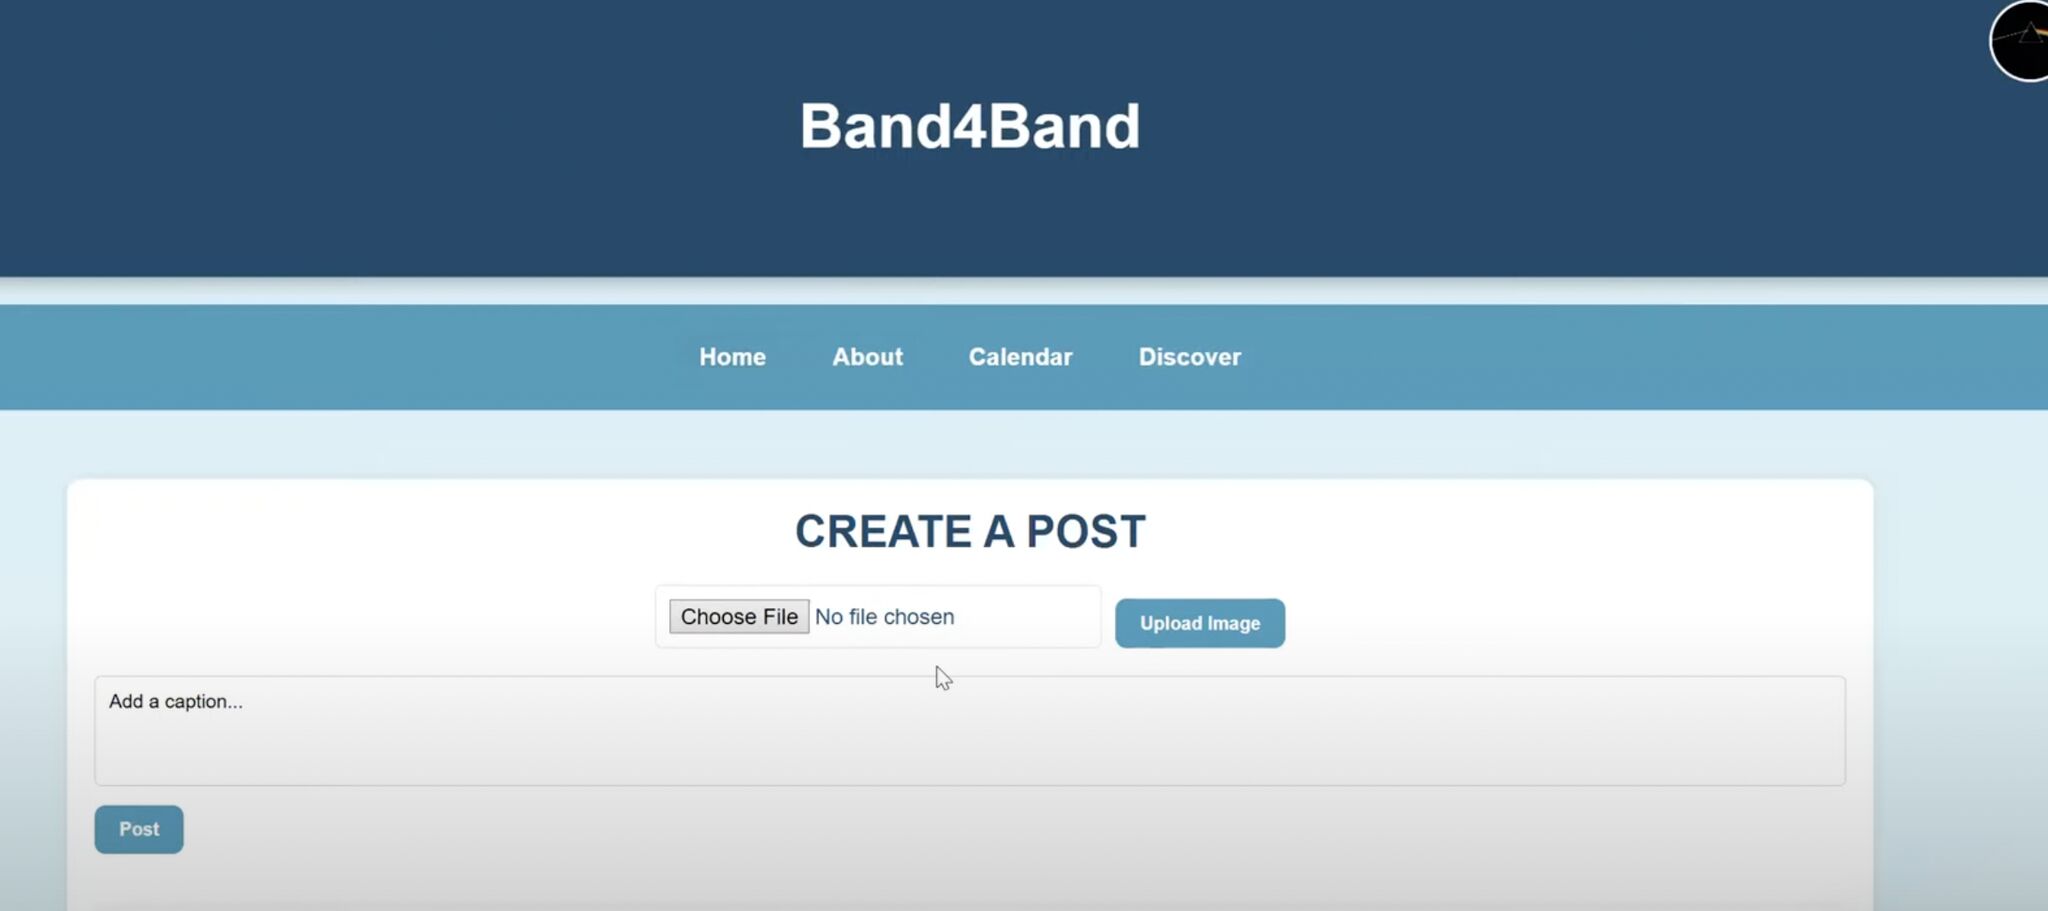 Band4Band
Home About Calendar Discover
CREATE A POST
Choose File No file chosen Upload Image
Add a caption...
Post